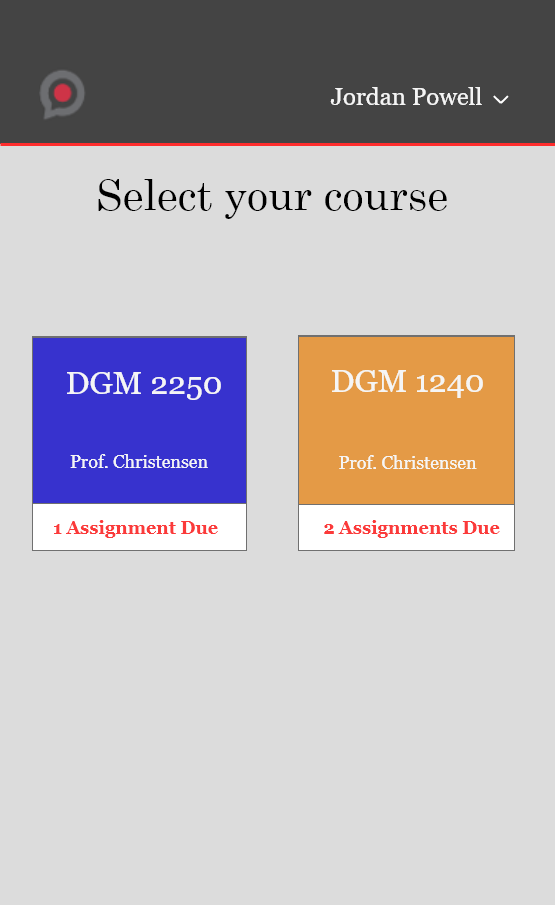 Jordan Powell
Select your course
DGM 2250
Prof. Christensen
1 Assignment Due
DGM 1240
Prof. Christensen
2 Assignments Due